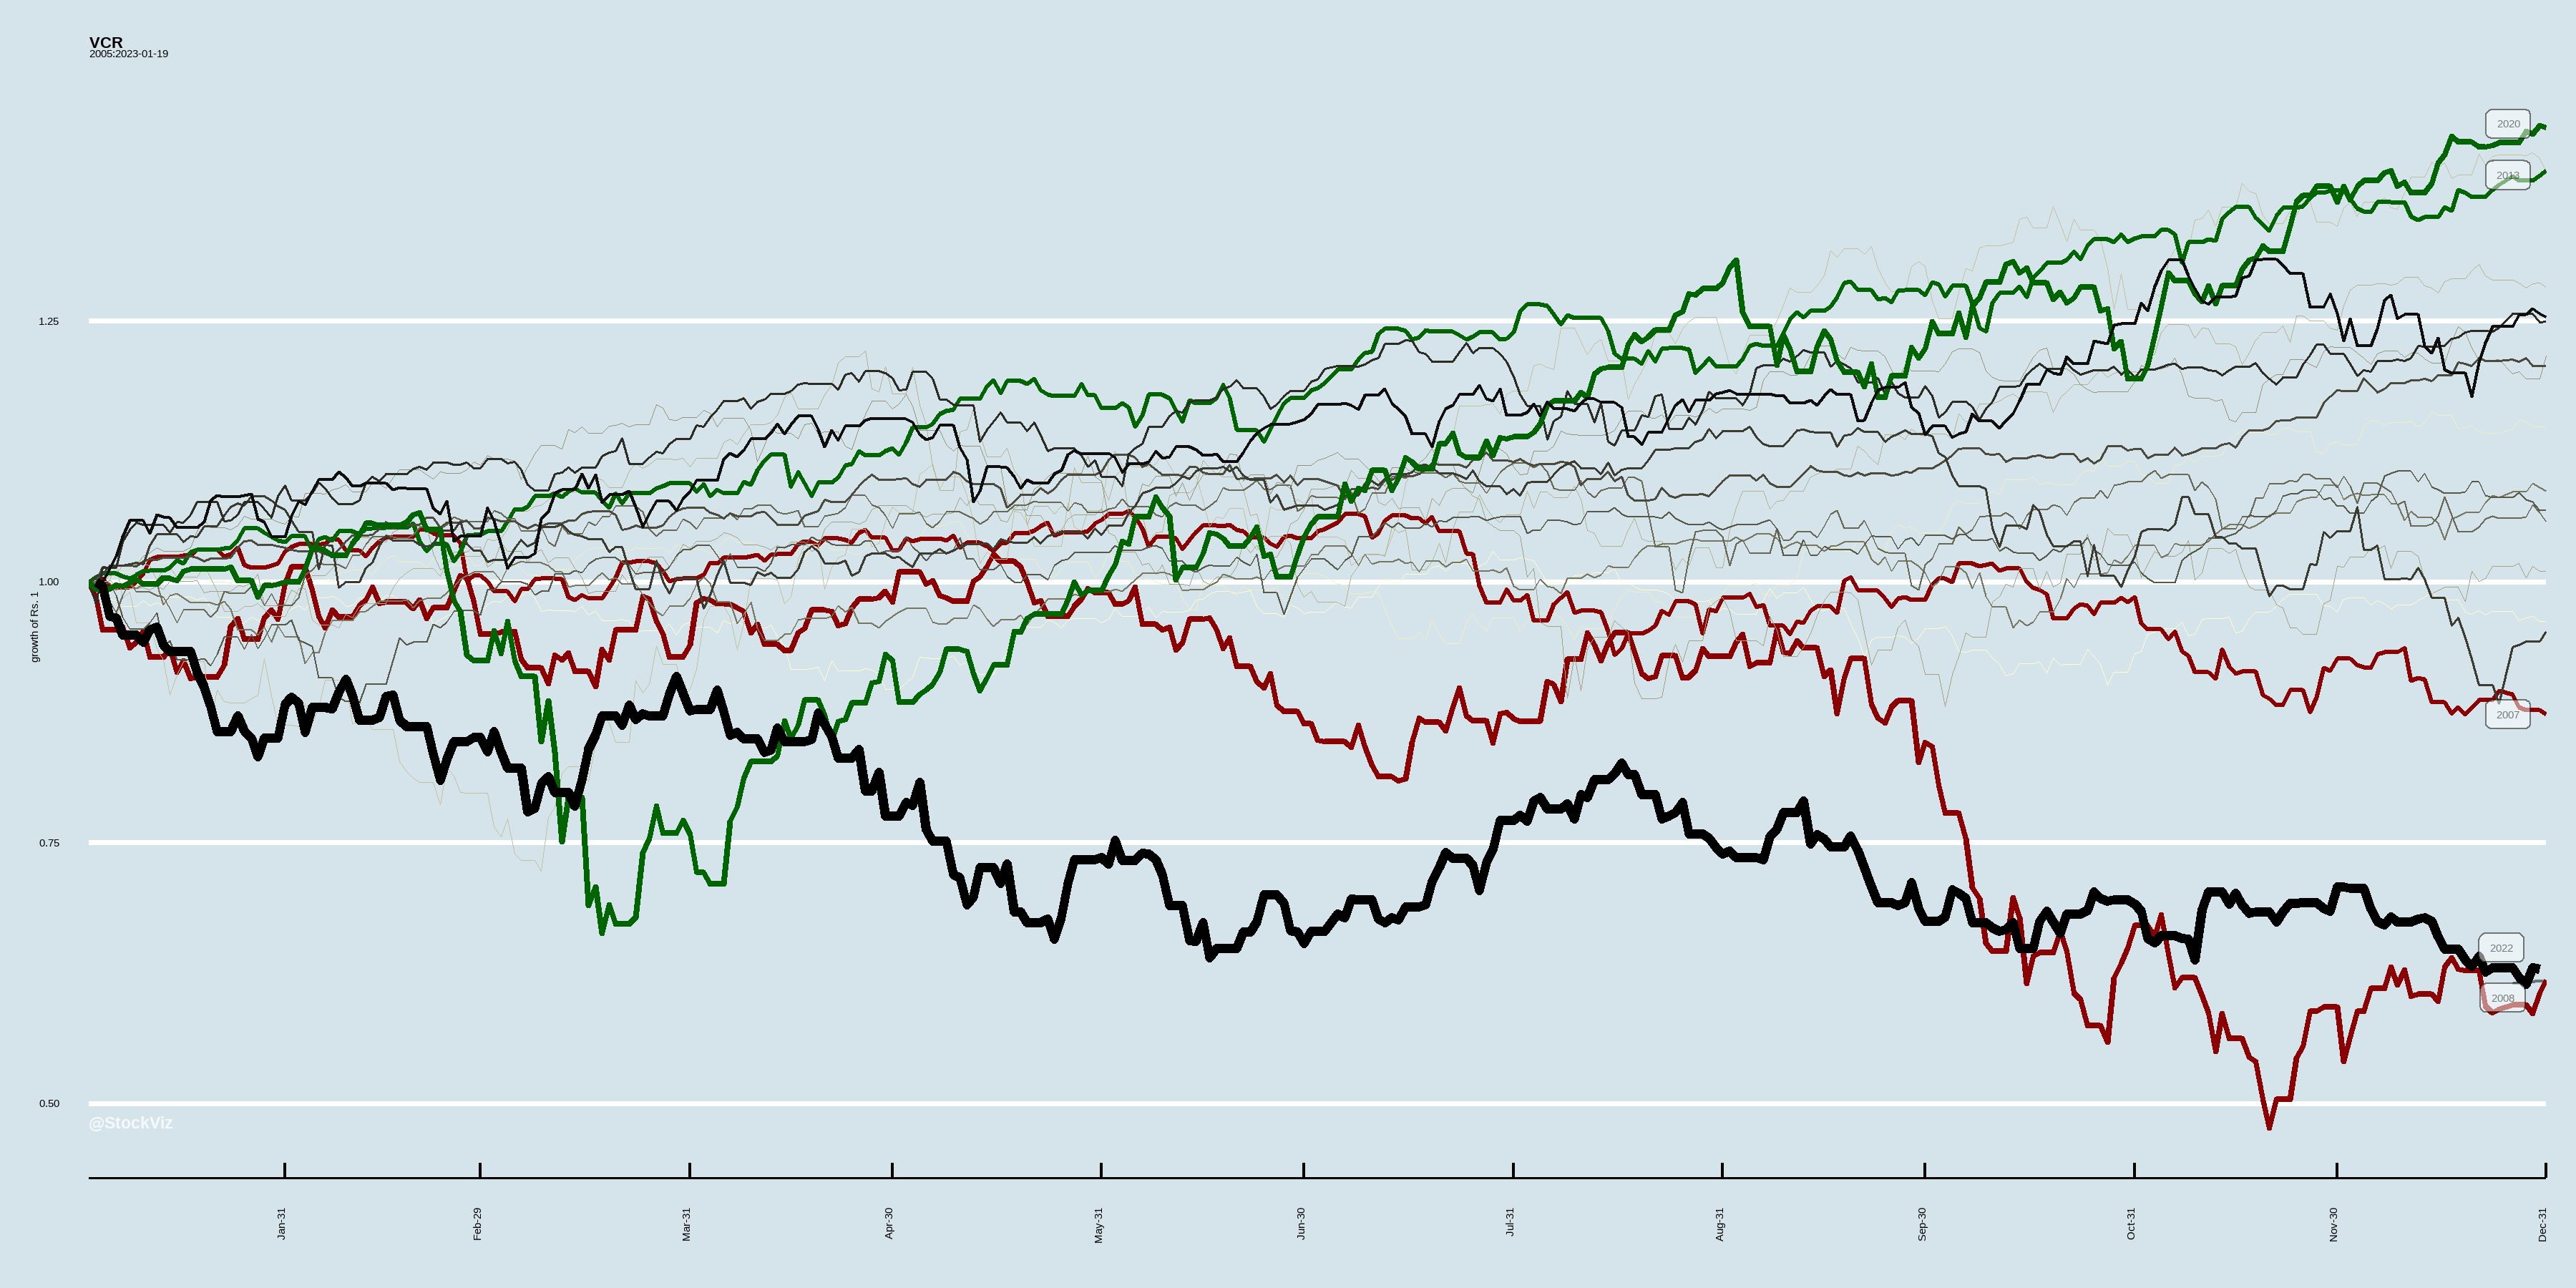 VCR
2005:2023-01-19
2020
2013
1.25
1.00
growth of Rs. 1
2007
0.75
2022
2008
0.50
@StockViz
Jan-31
Feb-29
Mar-31
Apr-30
May-31
Jun-30
Jul-31
Aug-31
Sep-30
Oct-31
Nov-30
Dec-31